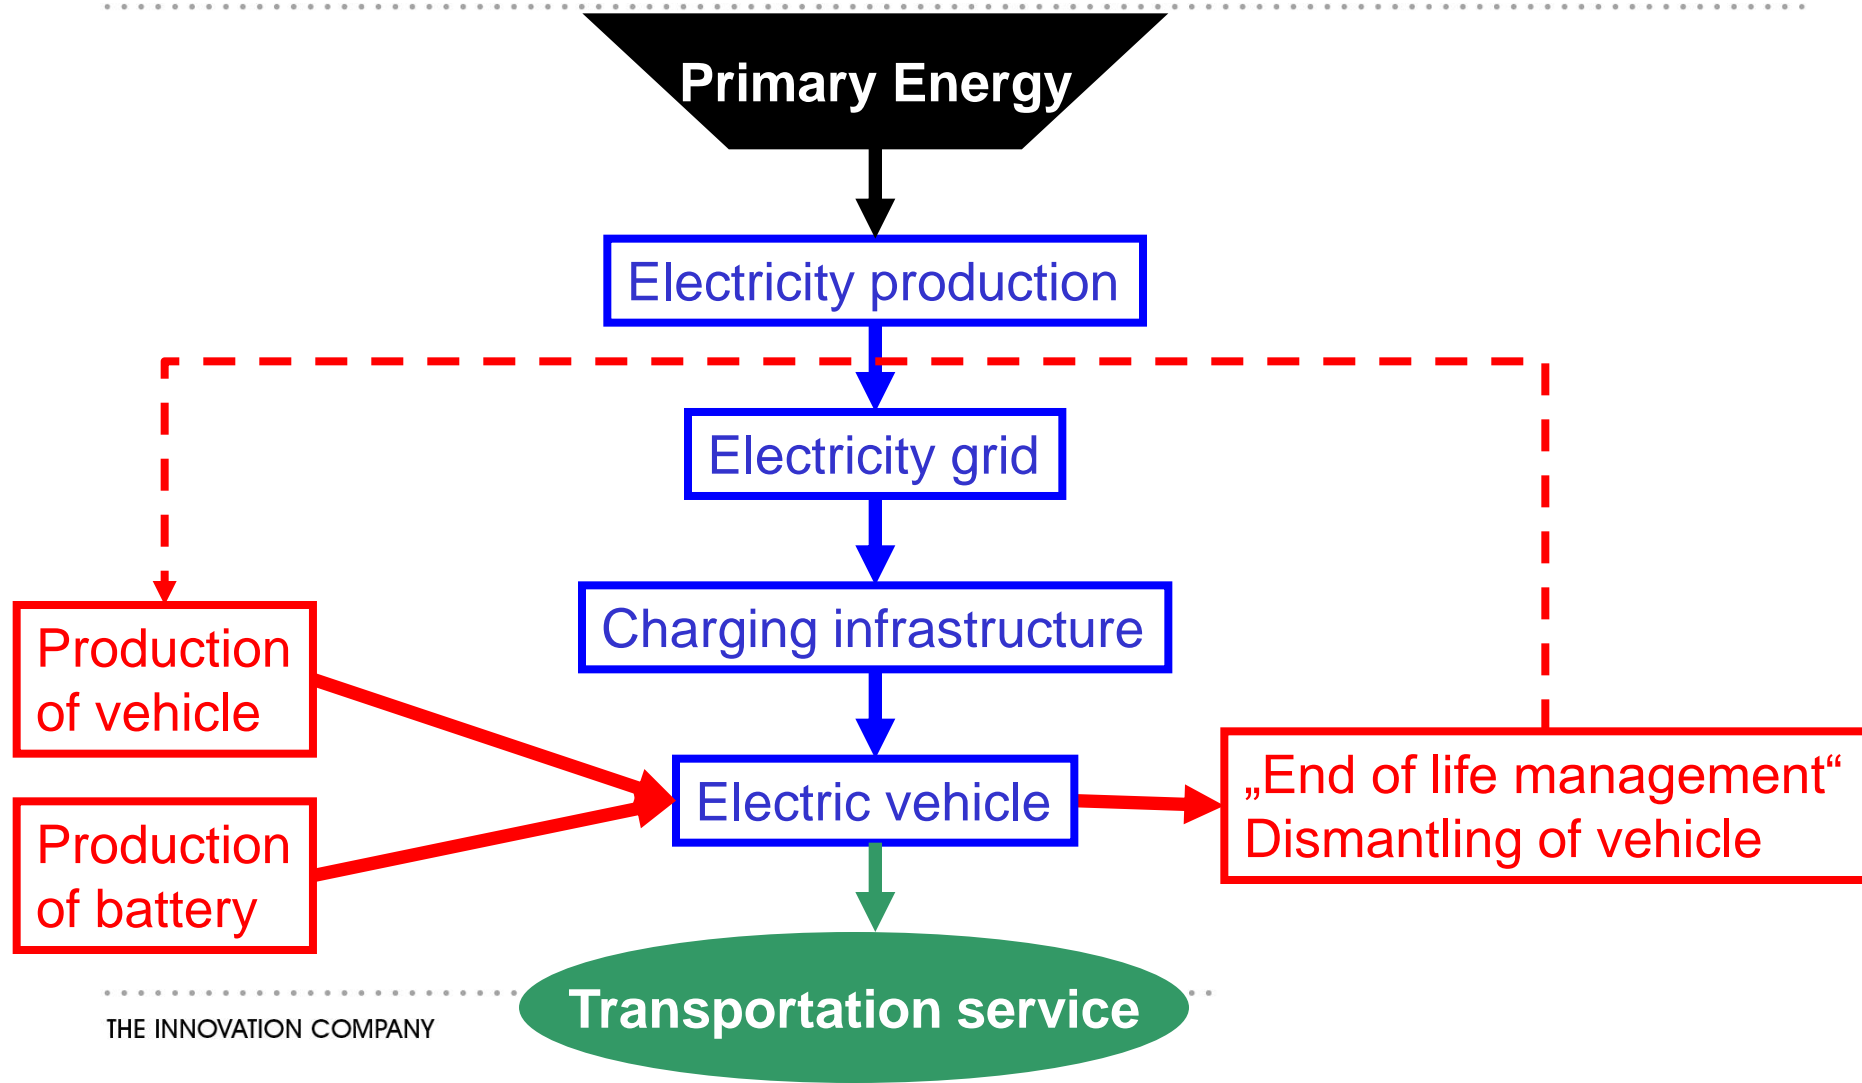 Primary Energy
Electricity production
Electricity grid
Charging infrastructure
Production
of vehicle
Electric vehicle
„End of life management“
Dismantling of vehicle
Production
of battery
Transportation service
THE INNOVATION COMPANY